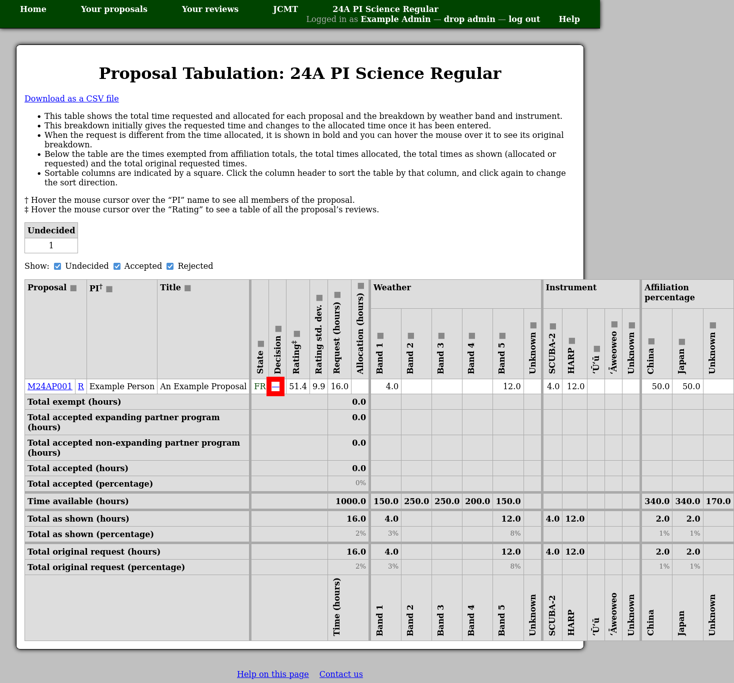 Home Your proposals Your reviews JCMT 24A PI Science Regular
Logged in as Example Admin — drop admin — log out Help
Proposal Tabulation: 24A PI Science Regular
Download as a CSV file
• This table shows the total time requested and allocated for each proposal and the breakdown by weather band and instrument.
• This breakdown initially gives the requested time and changes to the allocated time once it has been entered.
• When the request is different from the time allocated, it is shown in bold and you can hover the mouse over it to see its original
breakdown.
• Below the table are the times exempted from affiliation totals, the total times allocated, the total times as shown (allocated or
requested) and the total original requested times.
• Sortable columns are indicated by a square. Click the column header to sort the table by that column, and click again to change
the sort direction.
† Hover the mouse cursor over the “PI” name to see all members of the proposal.
‡ Hover the mouse cursor over the “Rating” to see a table of all the proposal’s reviews.
Undecided
1
Show: Undecided Accepted Rejected
Proposal PI† Title State Decision Rating‡ Rating std. dev. Request (hours) Allocation (hours) Weather Instrument Affiliation
percentage
Band 1 Band 2 Band 3 Band 4 Band 5 Unknown SCUBA-2 HARP ʻŪʻū ʻĀweoweo Unknown China Japan Unknown
M24AP001 R Example Person An Example Proposal FR — 51.4 9.9 16.0 4.0 12.0 4.0 12.0 50.0 50.0
Total exempt (hours) 0.0
Total accepted expanding partner program
(hours) 0.0
Total accepted non-expanding partner program
(hours) 0.0
Total accepted (hours) 0.0
Total accepted (percentage) 0%
Time available (hours) 1000.0 150.0 250.0 250.0 200.0 150.0 340.0 340.0 170.0
Total as shown (hours) 16.0 4.0 12.0 4.0 12.0 2.0 2.0
Total as shown (percentage) 2% 3% 8% 1% 1%
Total original request (hours) 16.0 4.0 12.0 4.0 12.0 2.0 2.0
Total original request (percentage) 2% 3% 8% 1% 1%
Time (hours) Band 1 Band 2 Band 3 Band 4 Band 5 Unknown SCUBA-2 HARP ʻŪʻū ʻĀweoweo Unknown China Japan Unknown
Help on this page Contact us